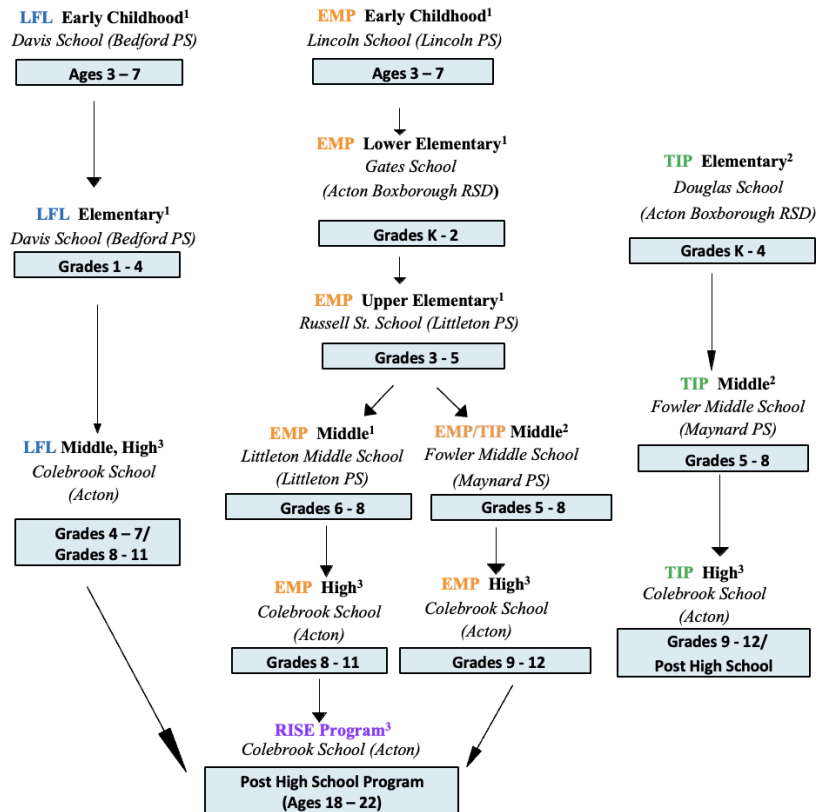 LFL Early Childhood¹
Davis School (Bedford PS)
Ages 3 – 7
LFL Elementary¹
Davis School (Bedford PS)
Grades 1 - 4
LFL Middle, High³
Colebrook School
(Acton)
Grades 4 – 7/
Grades 8 - 11
EMP Early Childhood¹
Lincoln School (Lincoln PS)
Ages 3 – 7
EMP Lower Elementary¹
Gates School
(Acton Boxborough RSD)
Grades K - 2
EMP Upper Elementary¹
Russell St. School (Littleton PS)
Grades 3 - 5
EMP Middle¹
Littleton Middle School
(Littleton PS)
Grades 6 - 8
EMP High³
Colebrook School
(Acton)
Grades 8 - 11
EMP/TIP Middle²
Fowler Middle School
(Maynard PS)
Grades 5 - 8
EMP High³
Colebrook School
(Acton)
Grades 9 - 12
RISE Program³
Colebrook School (Acton)
Post High School Program
(Ages 18 – 22)
TIP Elementary²
Douglas School
(Acton Boxborough RSD)
Grades K - 4
TIP Middle²
Fowler Middle School
(Maynard PS)
Grades 5 - 8
TIP High³
Colebrook School
(Acton)
Grades 9 - 12/
Post High School